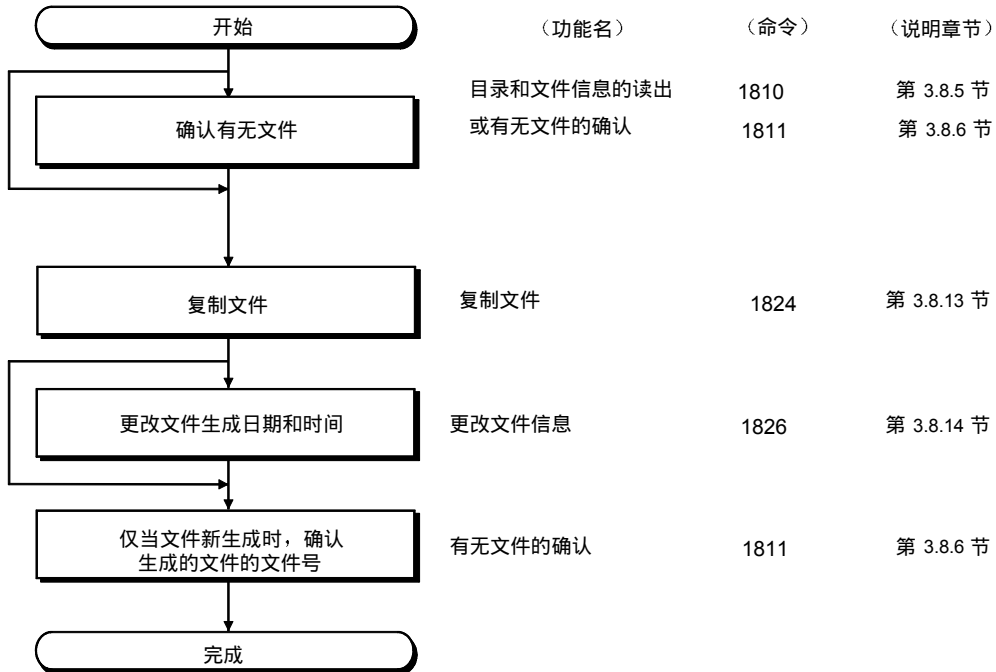 开始 （功能名） （命令） （说明章节）
目录和文件信息的读出 1810 第 3.8.5 节
确认有无文件 或有无文件的确认 1811 第 3.8.6 节
复制文件 复制文件 1824 第 3.8.13 节
更改文件生成日期和时间 更改文件信息 1826 第 3.8.14 节
仅当文件新生成时，确认
生成的文件的文件号 有无文件的确认 1811 第 3.8.6 节
完成